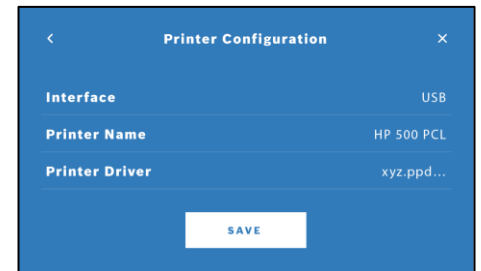 Printer Configuration
Interface USB
Printer Name HP 500 PCL
Printer Driver xyz.ppd...
SAVE